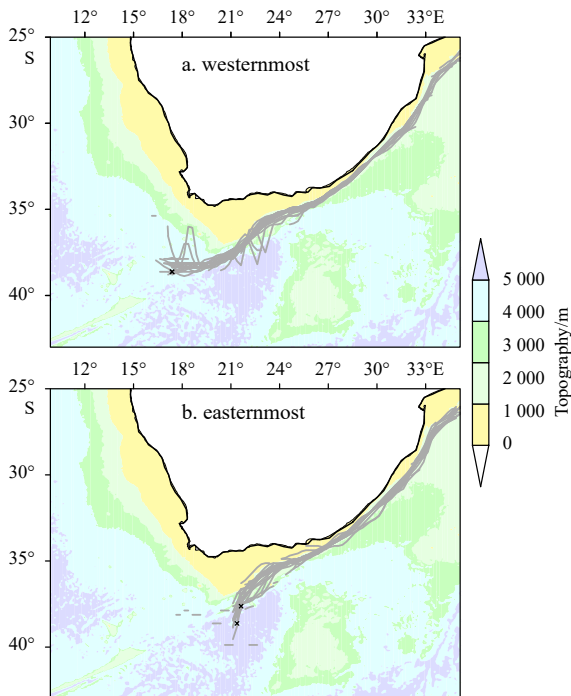 12° 15° 18° 21° 24° 27° 30° 33°E
25°
S
a. westernmost
30°
35°
40°
12° 15° 18° 21° 24° 27° 30° 33°E
25°
S
b. easternmost
30°
35°
40°
5 000
4 000
3 000
2 000
1 000
0
Topography/m